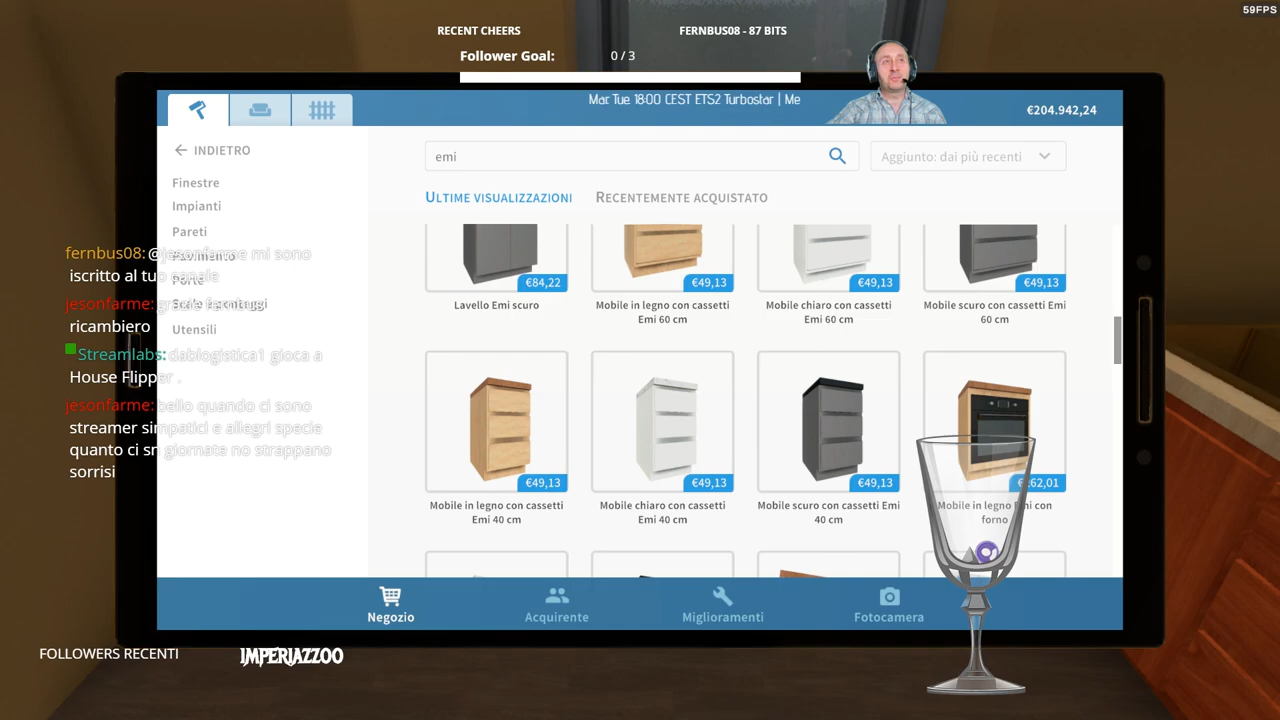 59FPS
RECENT CHEERS
FERNBUS08 - 87 BITS
Follower Goal:
0 / 3
Mar Tue 18:00 CEST ETS2 Turbostar | Me
€204.942,24
INDIETRO
emi
Aggiunto: dai più recenti
Finestre
Impianti
Pareti
Pavimento
Porte
Utensili
ULTIME VISUALIZZAZIONI
RECENTEMENTE ACQUISTATO
€84,22
€49,13
€49,13
€49,13
Lavello Emi scuro
Mobile in legno con cassetti
Emi 60 cm
Mobile chiaro con cassetti
Emi 60 cm
Mobile scuro con cassetti Emi
60 cm
€49,13
€49,13
€49,13
62,01
Mobile in legno con cassetti
Emi 40 cm
Mobile chiaro con cassetti
Emi 40 cm
Mobile scuro con cassetti Emi
40 cm
Mobile in legno Emi con
forno
fernbus08: @jesonfarme mi sono
iscritto al tuo canale
jesonfarme: grazie fernbus
ricambiero
Streamlabs: dablogistica1 gioca a
House Flipper .
jesonfarme: bello quando ci sono
streamer simpatici e allegri specie
quanto ci sn giornate no strappano
sorrisi
Negozio
Acquirente
Miglioramenti
Fotocamera
FOLLOWERS RECENTI
IMPERIAZZOO